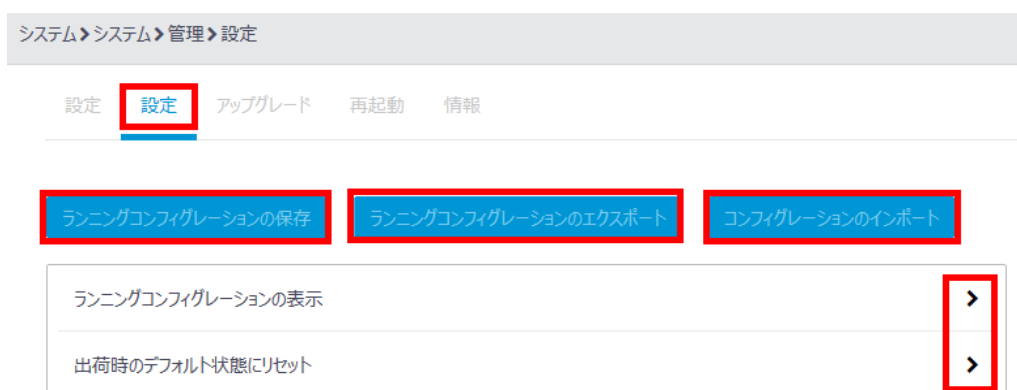 システム>システム>管理>設定
設定 設定 アップグレード 再起動 情報
ランニングコンフィグレーションの保存 ランニングコンフィグレーションのエクスポート コンフィグレーションのインポート
ランニングコンフィグレーションの表示
出荷時のデフォルト状態にリセット